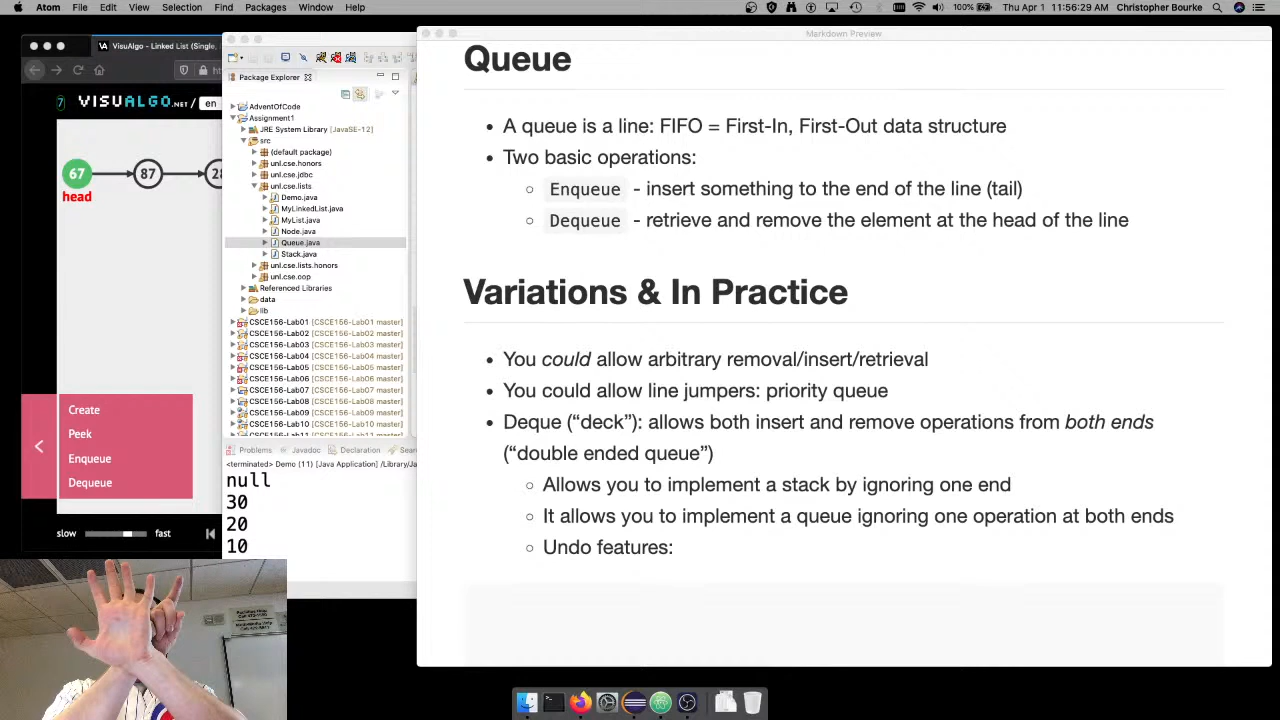 Atom File Edit View Selection Find Packages Window Help 100% Thu Apr 1 11:56:29 AM Christopher Bourke
VisuAlgo - Linked List (Single,
7 VISUALGO.NET/ en
67 87 28
head
Create
Peek
Enqueue
Dequeue
slow fast
Package Explorer
AdventOfCode
Assignment1
JRE System Library [JavaSE-12]
src
(default package)
unl.cse.honors
unl.cse.jdbc
unl.cse.lists
Demo.java
MyLinkedList.java
MyList.java
Node.java
Queue.java
Stack.java
unl.cse.lists.honors
unl.cse.oop
Referenced Libraries
data
lib
CSCE156-Lab01 [CSCE156-Lab01 master]
CSCE156-Lab02 [CSCE156-Lab02 master]
CSCE156-Lab03 [CSCE156-Lab03 master]
CSCE156-Lab04 [CSCE156-Lab04 master]
CSCE156-Lab05 [CSCE156-Lab05 master]
CSCE156-Lab06 [CSCE156-Lab06 master]
CSCE156-Lab07 [CSCE156-Lab07 master]
CSCE156-Lab08 [CSCE156-Lab08 master]
CSCE156-Lab09 [CSCE156-Lab09 master]
CSCE156-Lab10 [CSCE156-Lab10 master]
Problems Javadoc Declaration Sear
<terminated> Demo (11) [Java Application] /Library/Ja
null
30
20
10
Markdown Preview
Queue
• A queue is a line: FIFO = First-In, First-Out data structure
• Two basic operations:
○ Enqueue - insert something to the end of the line (tail)
○ Dequeue - retrieve and remove the element at the head of the line
Variations & In Practice
• You could allow arbitrary removal/insert/retrieval
• You could allow line jumpers: priority queue
• Deque (“deck”): allows both insert and remove operations from both ends
(“double ended queue”)
○ Allows you to implement a stack by ignoring one end
○ It allows you to implement a queue ignoring one operation at both ends
○ Undo features: